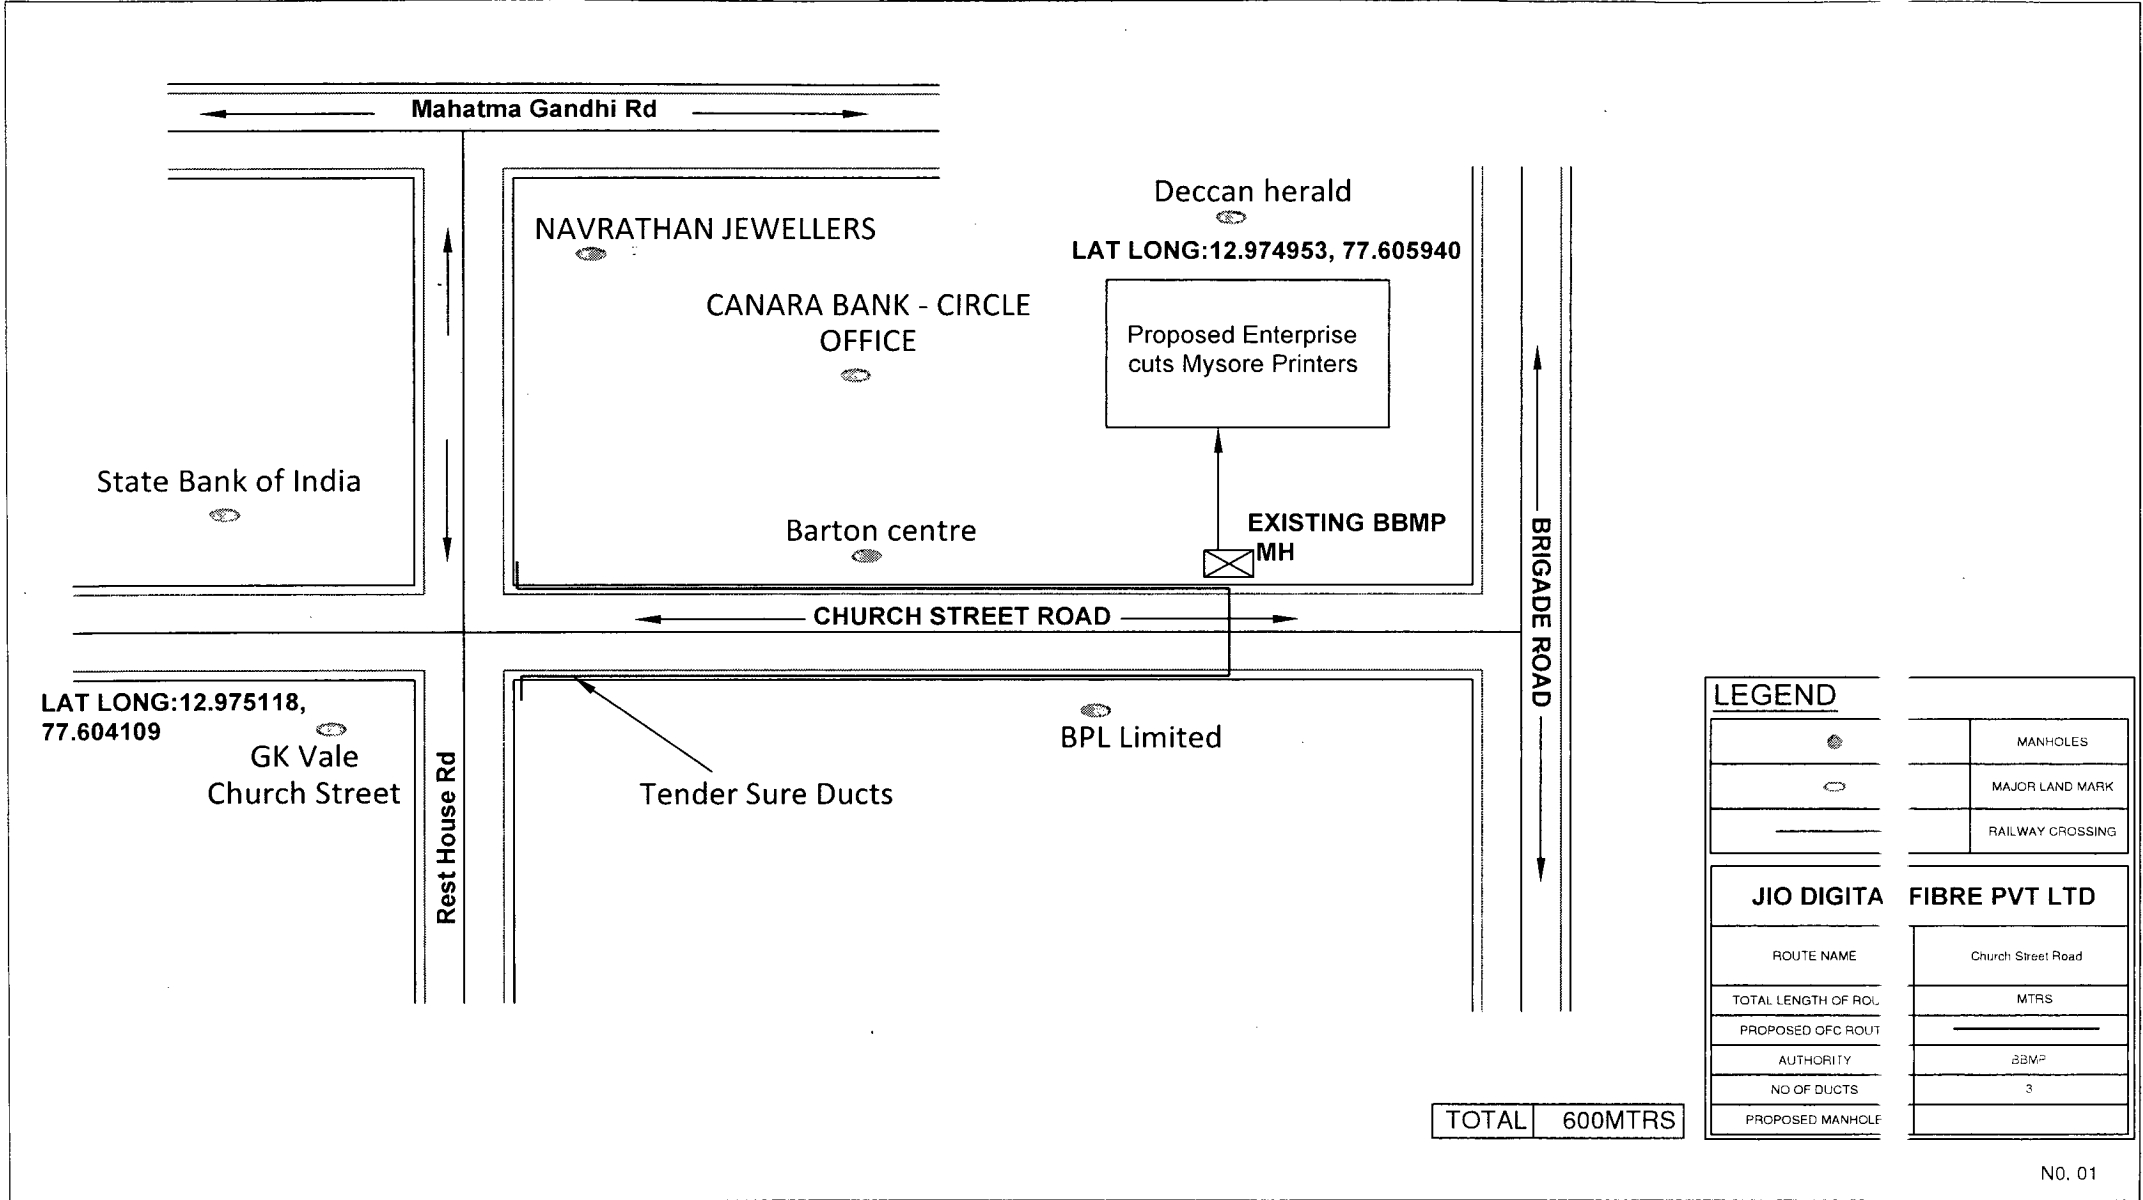 Mahatma Gandhi Rd
Deccan herald
NAVRATHAN JEWELLERS
LAT LONG:12.974953, 77.605940
CANARA BANK - CIRCLE
OFFICE
Proposed Enterprise
cuts Mysore Printers
State Bank of India
Barton centre
EXISTING BBMP
MH
CHURCH STREET ROAD
BRIGADE ROAD
LAT LONG:12.975118,
77.604109
GK Vale
Church Street
Rest House Rd
BPL Limited
Tender Sure Ducts
LEGEND
MANHOLES
MAJOR LAND MARK
RAILWAY CROSSING
JIO DIGITA FIBRE PVT LTD
ROUTE NAME Church Street Road
TOTAL LENGTH OF ROU MTRS
PROPOSED OFC ROUT
AUTHORITY BBMP
NO OF DUCTS 3
PROPOSED MANHOLE
TOTAL 600MTRS
N0. 01